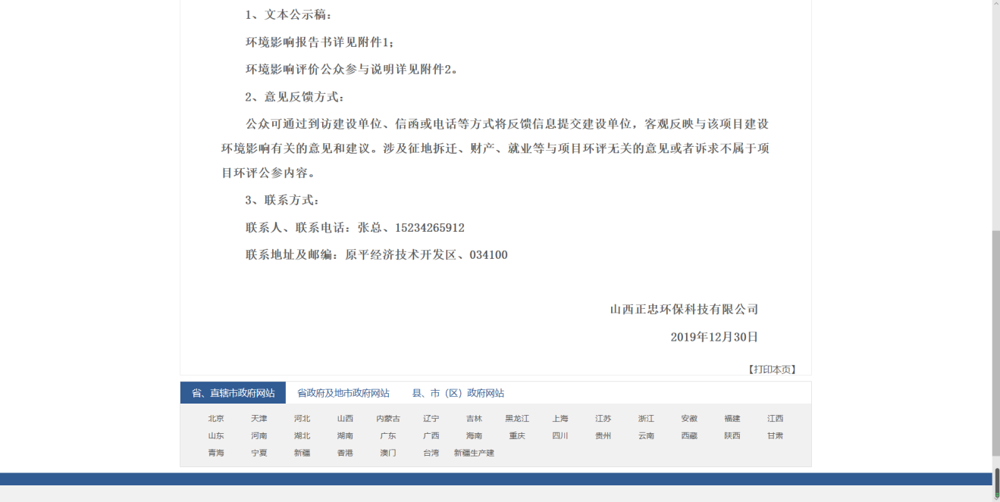 1、文本公示稿：
环境影响报告书详见附件1；
环境影响评价公众参与说明详见附件2。
2、意见反馈方式：
公众可通过到访建设单位、信函或电话等方式将反馈信息提交建设单位，客观反映与该项目建设
环境影响有关的意见和建议。涉及征地拆迁、财产、就业等与项目环评无关的意见或者诉求不属于项
目环评公参内容。
3、联系方式：
联系人、联系电话：张总、15234265912
联系地址及邮编：原平经济技术开发区、034100
山西正忠环保科技有限公司
2019年12月30日
【打印本页】
省、直辖市政府网站 省政府及地市政府网站 县、市（区）政府网站
北京 天津 河北 山西 内蒙古 辽宁 吉林 黑龙江 上海 江苏 浙江 安徽 福建 江西
山东 河南 湖北 湖南 广东 广西 海南 重庆 四川 贵州 云南 西藏 陕西 甘肃
青海 宁夏 新疆 香港 澳门 台湾 新疆生产建